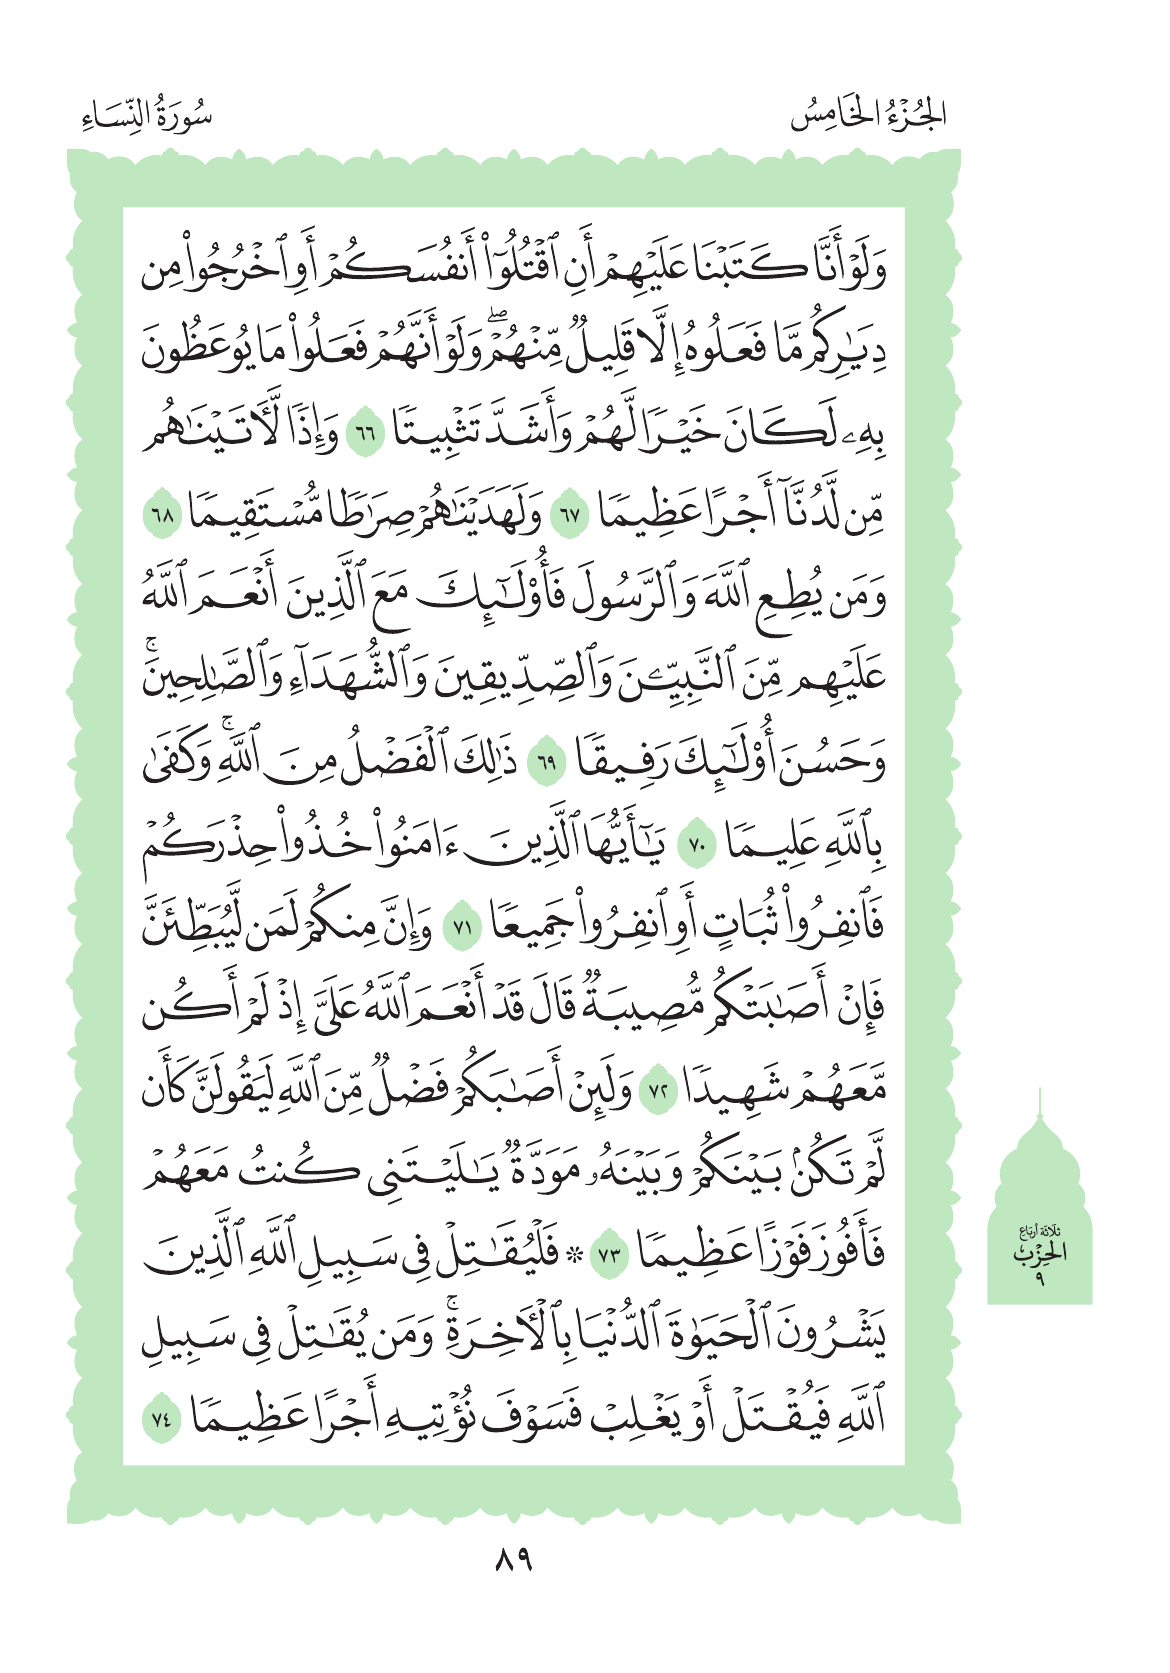 الجُزْءُ الخَامِسُ
سُورَةُ النِّسَاءِ
وَلَوْ أَنَّا كَتَبْنَا عَلَيْهِمْ أَنِ ٱقْتُلُوٓا۟ أَنفُسَكُمْ أَوِ ٱخْرُجُوا۟ مِن
دِيَـٰرِكُم مَّا فَعَلُوهُ إِلَّا قَلِيلٌ مِّنْهُمْ ۖ وَلَوْ أَنَّهُمْ فَعَلُوا۟ مَا يُوعَظُونَ
بِهِۦ لَكَانَ خَيْرًا لَّهُمْ وَأَشَدَّ تَثْبِيتًا ٦٦ وَإِذًا لَّـَٔاتَيْنَـٰهُم
مِّن لَّدُنَّآ أَجْرًا عَظِيمًا ٦٧ وَلَهَدَيْنَـٰهُمْ صِرَٰطًا مُّسْتَقِيمًا ٦٨
وَمَن يُطِعِ ٱللَّهَ وَٱلرَّسُولَ فَأُو۟لَـٰٓئِكَ مَعَ ٱلَّذِينَ أَنْعَمَ ٱللَّهُ
عَلَيْهِم مِّنَ ٱلنَّبِيِّـۧنَ وَٱلصِّدِّيقِينَ وَٱلشُّهَدَآءِ وَٱلصَّـٰلِحِينَ ۚ
وَحَسُنَ أُو۟لَـٰٓئِكَ رَفِيقًا ٦٩ ذَٰلِكَ ٱلْفَضْلُ مِنَ ٱللَّهِ ۚ وَكَفَىٰ
بِٱللَّهِ عَلِيمًا ٧٠ يَـٰٓأَيُّهَا ٱلَّذِينَ ءَامَنُوا۟ خُذُوا۟ حِذْرَكُمْ
فَٱنفِرُوا۟ ثُبَاتٍ أَوِ ٱنفِرُوا۟ جَمِيعًا ٧١ وَإِنَّ مِنكُمْ لَمَن لَّيُبَطِّئَنَّ
فَإِنْ أَصَـٰبَتْكُم مُّصِيبَةٌ قَالَ قَدْ أَنْعَمَ ٱللَّهُ عَلَىَّ إِذْ لَمْ أَكُن
مَّعَهُمْ شَهِيدًا ٧٢ وَلَئِنْ أَصَـٰبَكُمْ فَضْلٌ مِّنَ ٱللَّهِ لَيَقُولَنَّ كَأَن
لَّمْ تَكُنۢ بَيْنَكُمْ وَبَيْنَهُۥ مَوَدَّةٌ يَـٰلَيْتَنِى كُنتُ مَعَهُمْ
فَأَفُوزَ فَوْزًا عَظِيمًا ٧٣ ۞ فَلْيُقَـٰتِلْ فِى سَبِيلِ ٱللَّهِ ٱلَّذِينَ
يَشْرُونَ ٱلْحَيَوٰةَ ٱلدُّنْيَا بِٱلْـَٔاخِرَةِ ۚ وَمَن يُقَـٰتِلْ فِى سَبِيلِ
ٱللَّهِ فَيُقْتَلْ أَوْ يَغْلِبْ فَسَوْفَ نُؤْتِيهِ أَجْرًا عَظِيمًا ٧٤
ثلاثة أرباع
الحِزْب
٩
٨٩